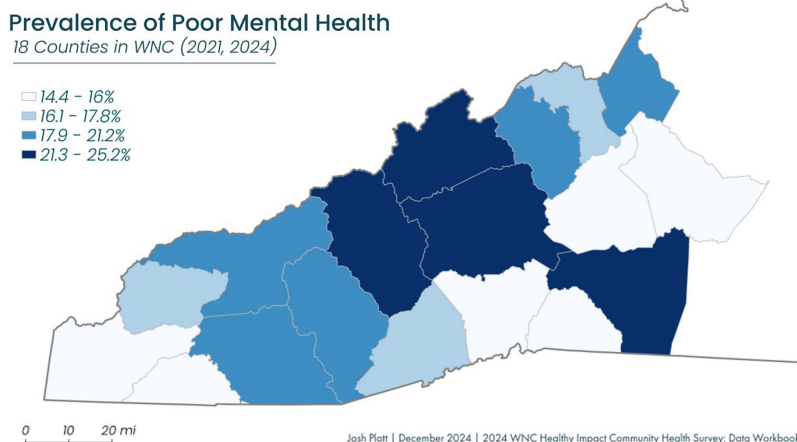 Prevalence of Poor Mental Health
18 Counties in WNC (2021, 2024)
14.4 - 16%
16.1 - 17.8%
17.9 - 21.2%
21.3 - 25.2%
0 10 20 mi
Josh Platt | December 2024 | 2024 WNC Healthy Impact Community Health Survey: Data Workboo